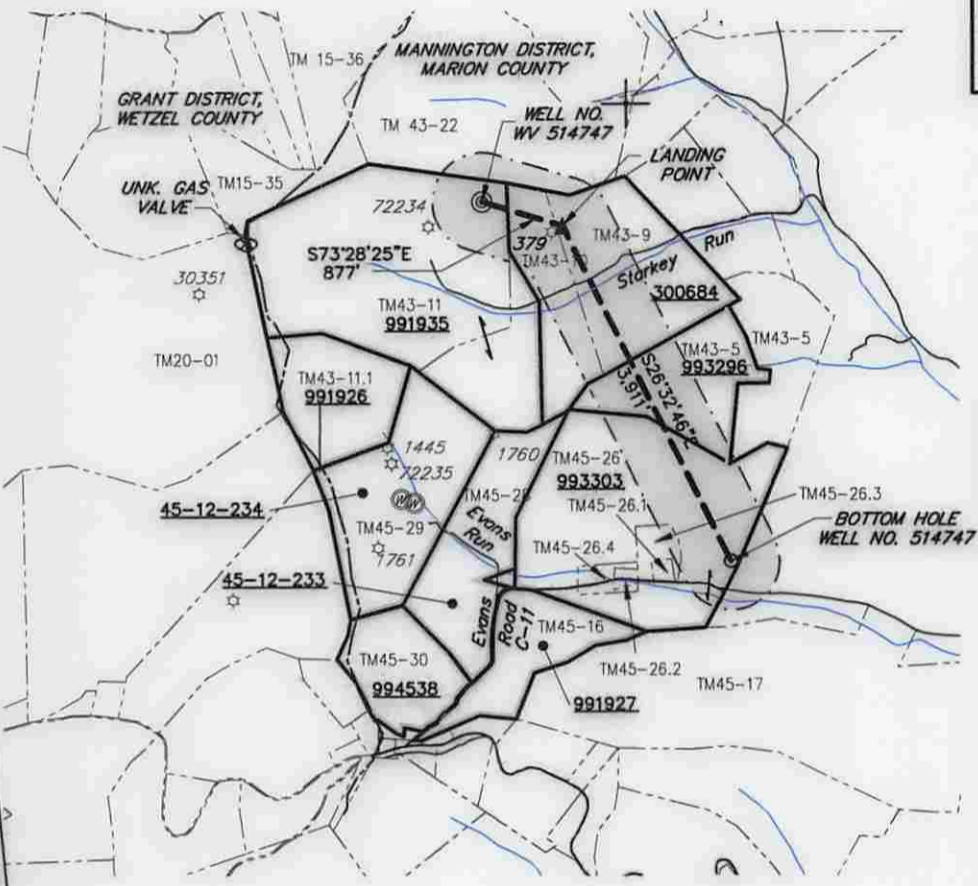 TM 15-36
MANNINGTON DISTRICT,
MARION COUNTY
GRANT DISTRICT,
WETZEL COUNTY
WELL NO.
WV 514747
TM 43-22
LANDING
POINT
UNK. GAS
VALVE
TM15-35
72234
379
TM43-9
S73°28'25"E
877'
Starkey Run
30351
300684
TM43-11
991935
TM20-01
TM43-5
993296
TM43-5
TM43-11.1
991926
S26°32'46"E
3,911'
1445
72235
1760
TM45-26
993303
TM45-26.1
TM45-26.3
45-12-234
W W
TM45-29
Evans
Run
BOTTOM HOLE
WELL NO. 514747
TM45-26.4
1761
45-12-233
Evans
Road
C-11
TM45-16
TM45-30
994538
TM45-26.2
TM45-17
991927